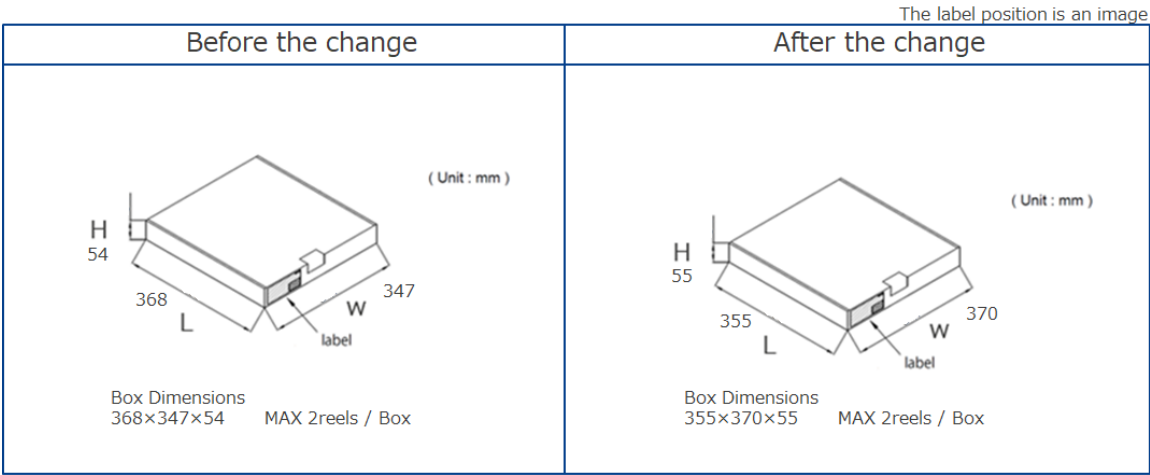 The label position is an image
Before the change
After the change
( Unit : mm )
H
54
368
L
347
W
label
Box Dimensions
368×347×54 MAX 2reels / Box
( Unit : mm )
H
55
355
L
370
W
label
Box Dimensions
355×370×55 MAX 2reels / Box